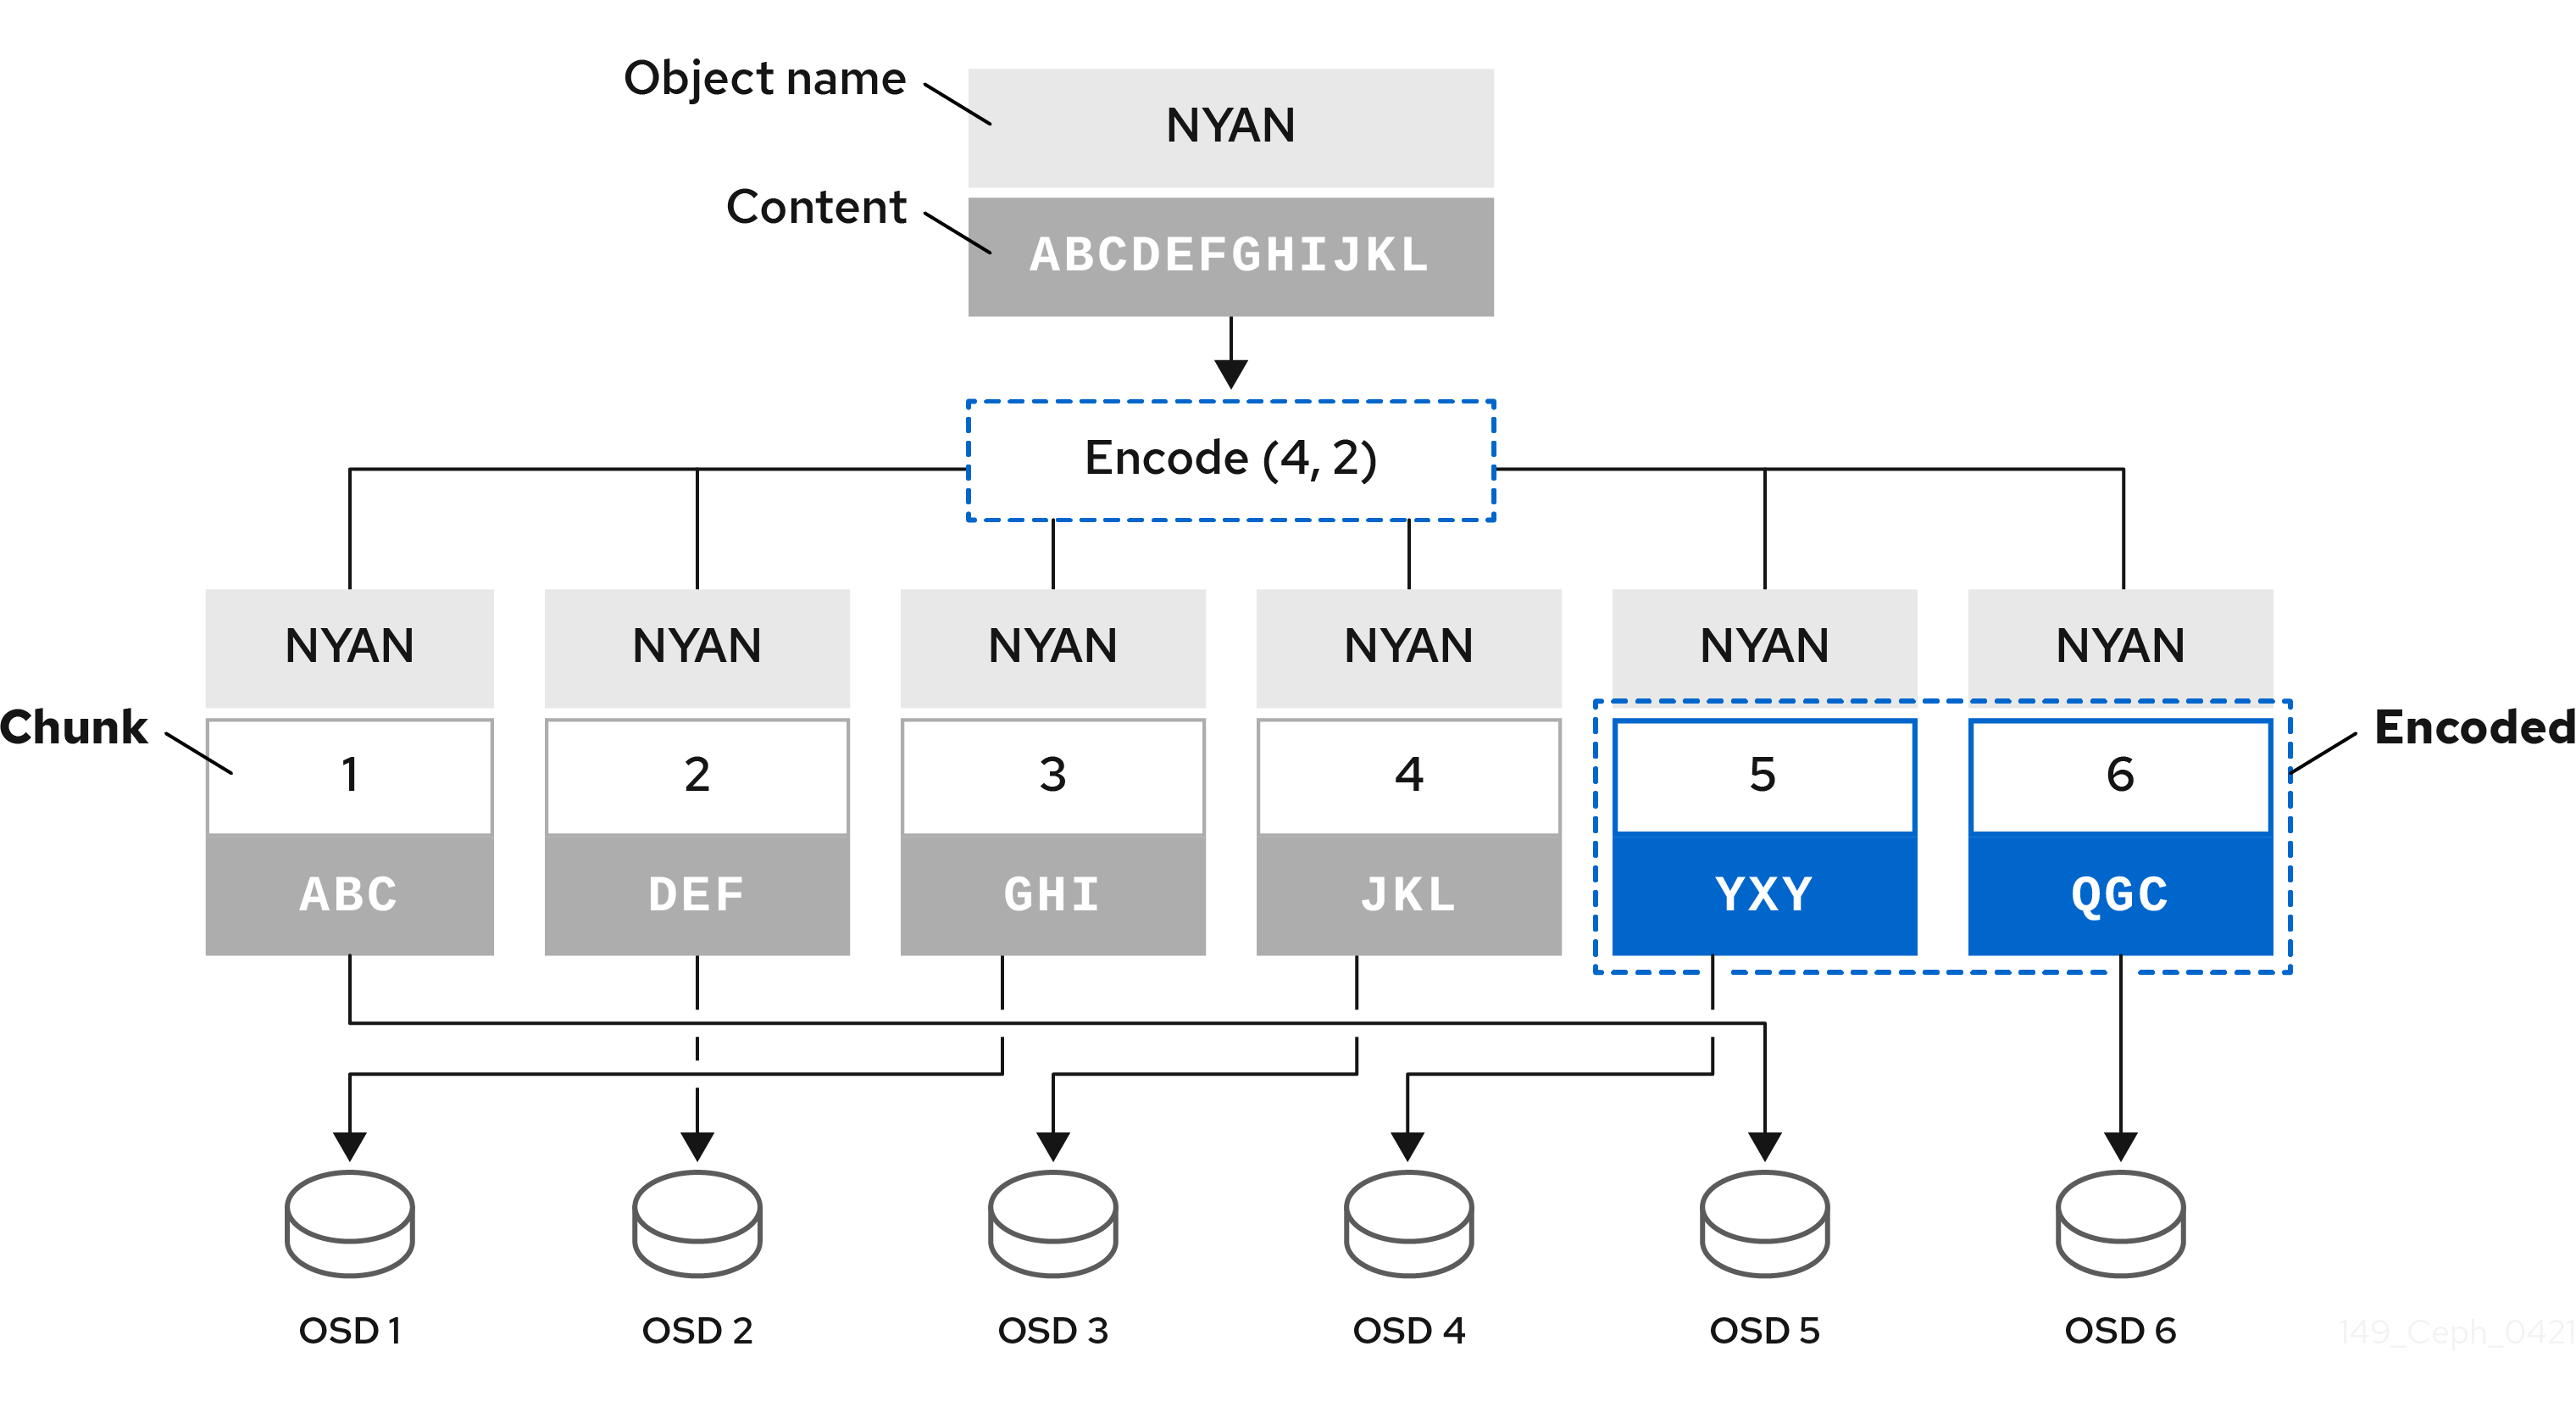 Object name
NYAN
Content
ABCDEFGHIJKL
Encode (4, 2)
NYAN NYAN NYAN NYAN NYAN NYAN
Chunk 1 2 3 4 5 6 Encoded
ABC DEF GHI JKL YXY QGC
OSD 1 OSD 2 OSD 3 OSD 4 OSD 5 OSD 6
149_Ceph_0421